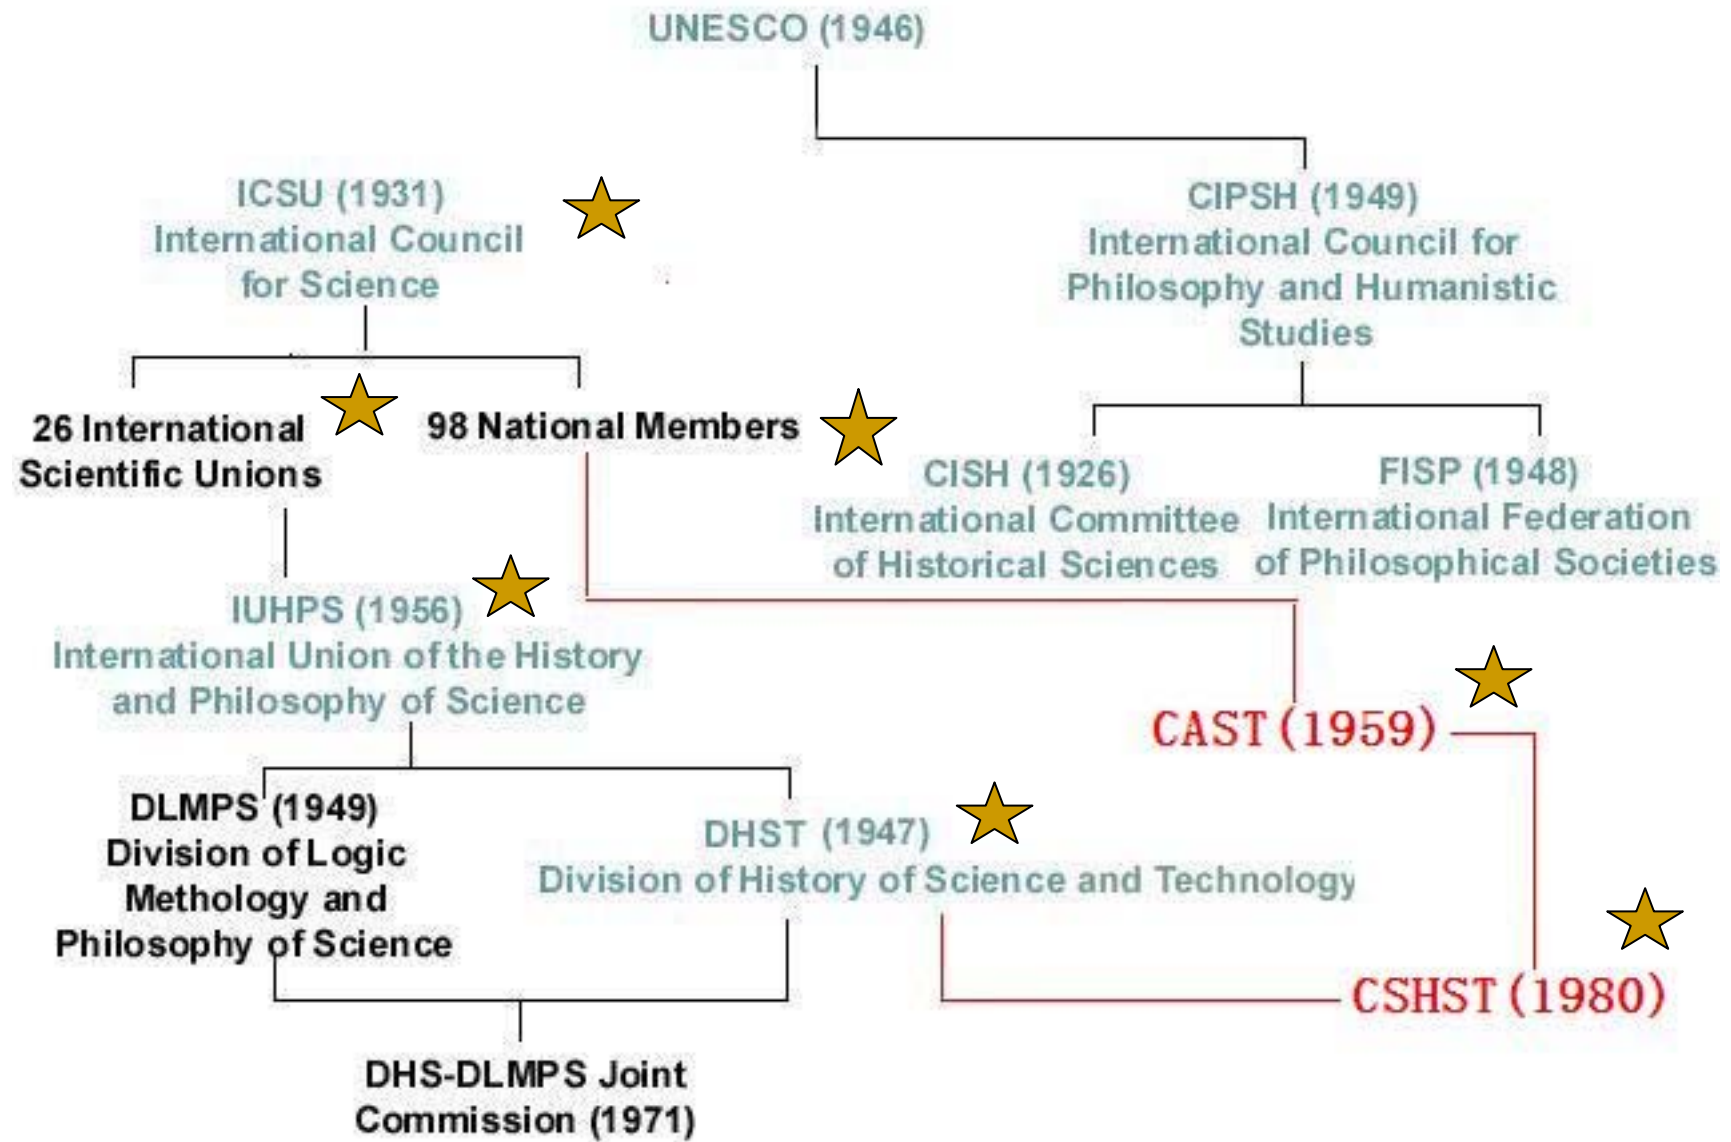 UNESCO (1946)
ICSU (1931)
International Council
for Science
CIPSH (1949)
International Council for
Philosophy and Humanistic
Studies
26 International
Scientific Unions
98 National Members
CISH (1926)
International Committee
of Historical Sciences
FISP (1948)
International Federation
of Philosophical Societies
IUHPS (1956)
International Union of the History
and Philosophy of Science
CAST(1959)
DLMPS (1949)
Division of Logic
Methology and
Philosophy of Science
DHST (1947)
Division of History of Science and Technology
CSHST(1980)
DHS-DLMPS Joint
Commission (1971)